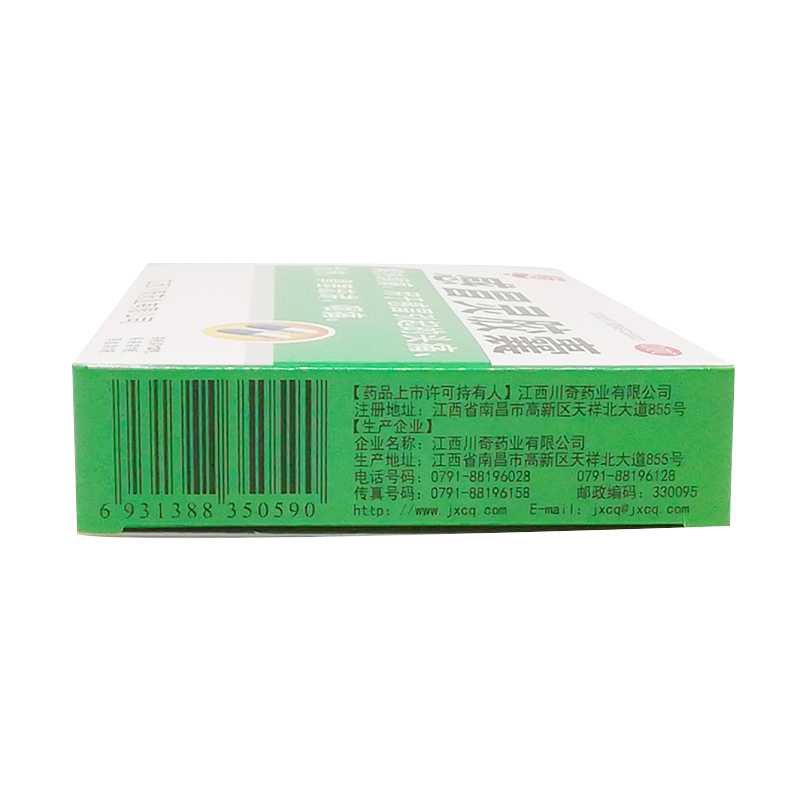 感冒灵胶囊
【药品上市许可持有人】江西川奇药业有限公司
注册地址：江西省南昌市高新区天祥北大道855号
【生产企业】
企业名称：江西川奇药业有限公司
生产地址：江西省南昌市高新区天祥北大道855号
电话号码：0791-88196028 0791-88196128
传真号码：0791-88196158 邮政编码：330095
http://www.jxcq.com E-mail：jxcq@jxcq.com
6 931388 350590